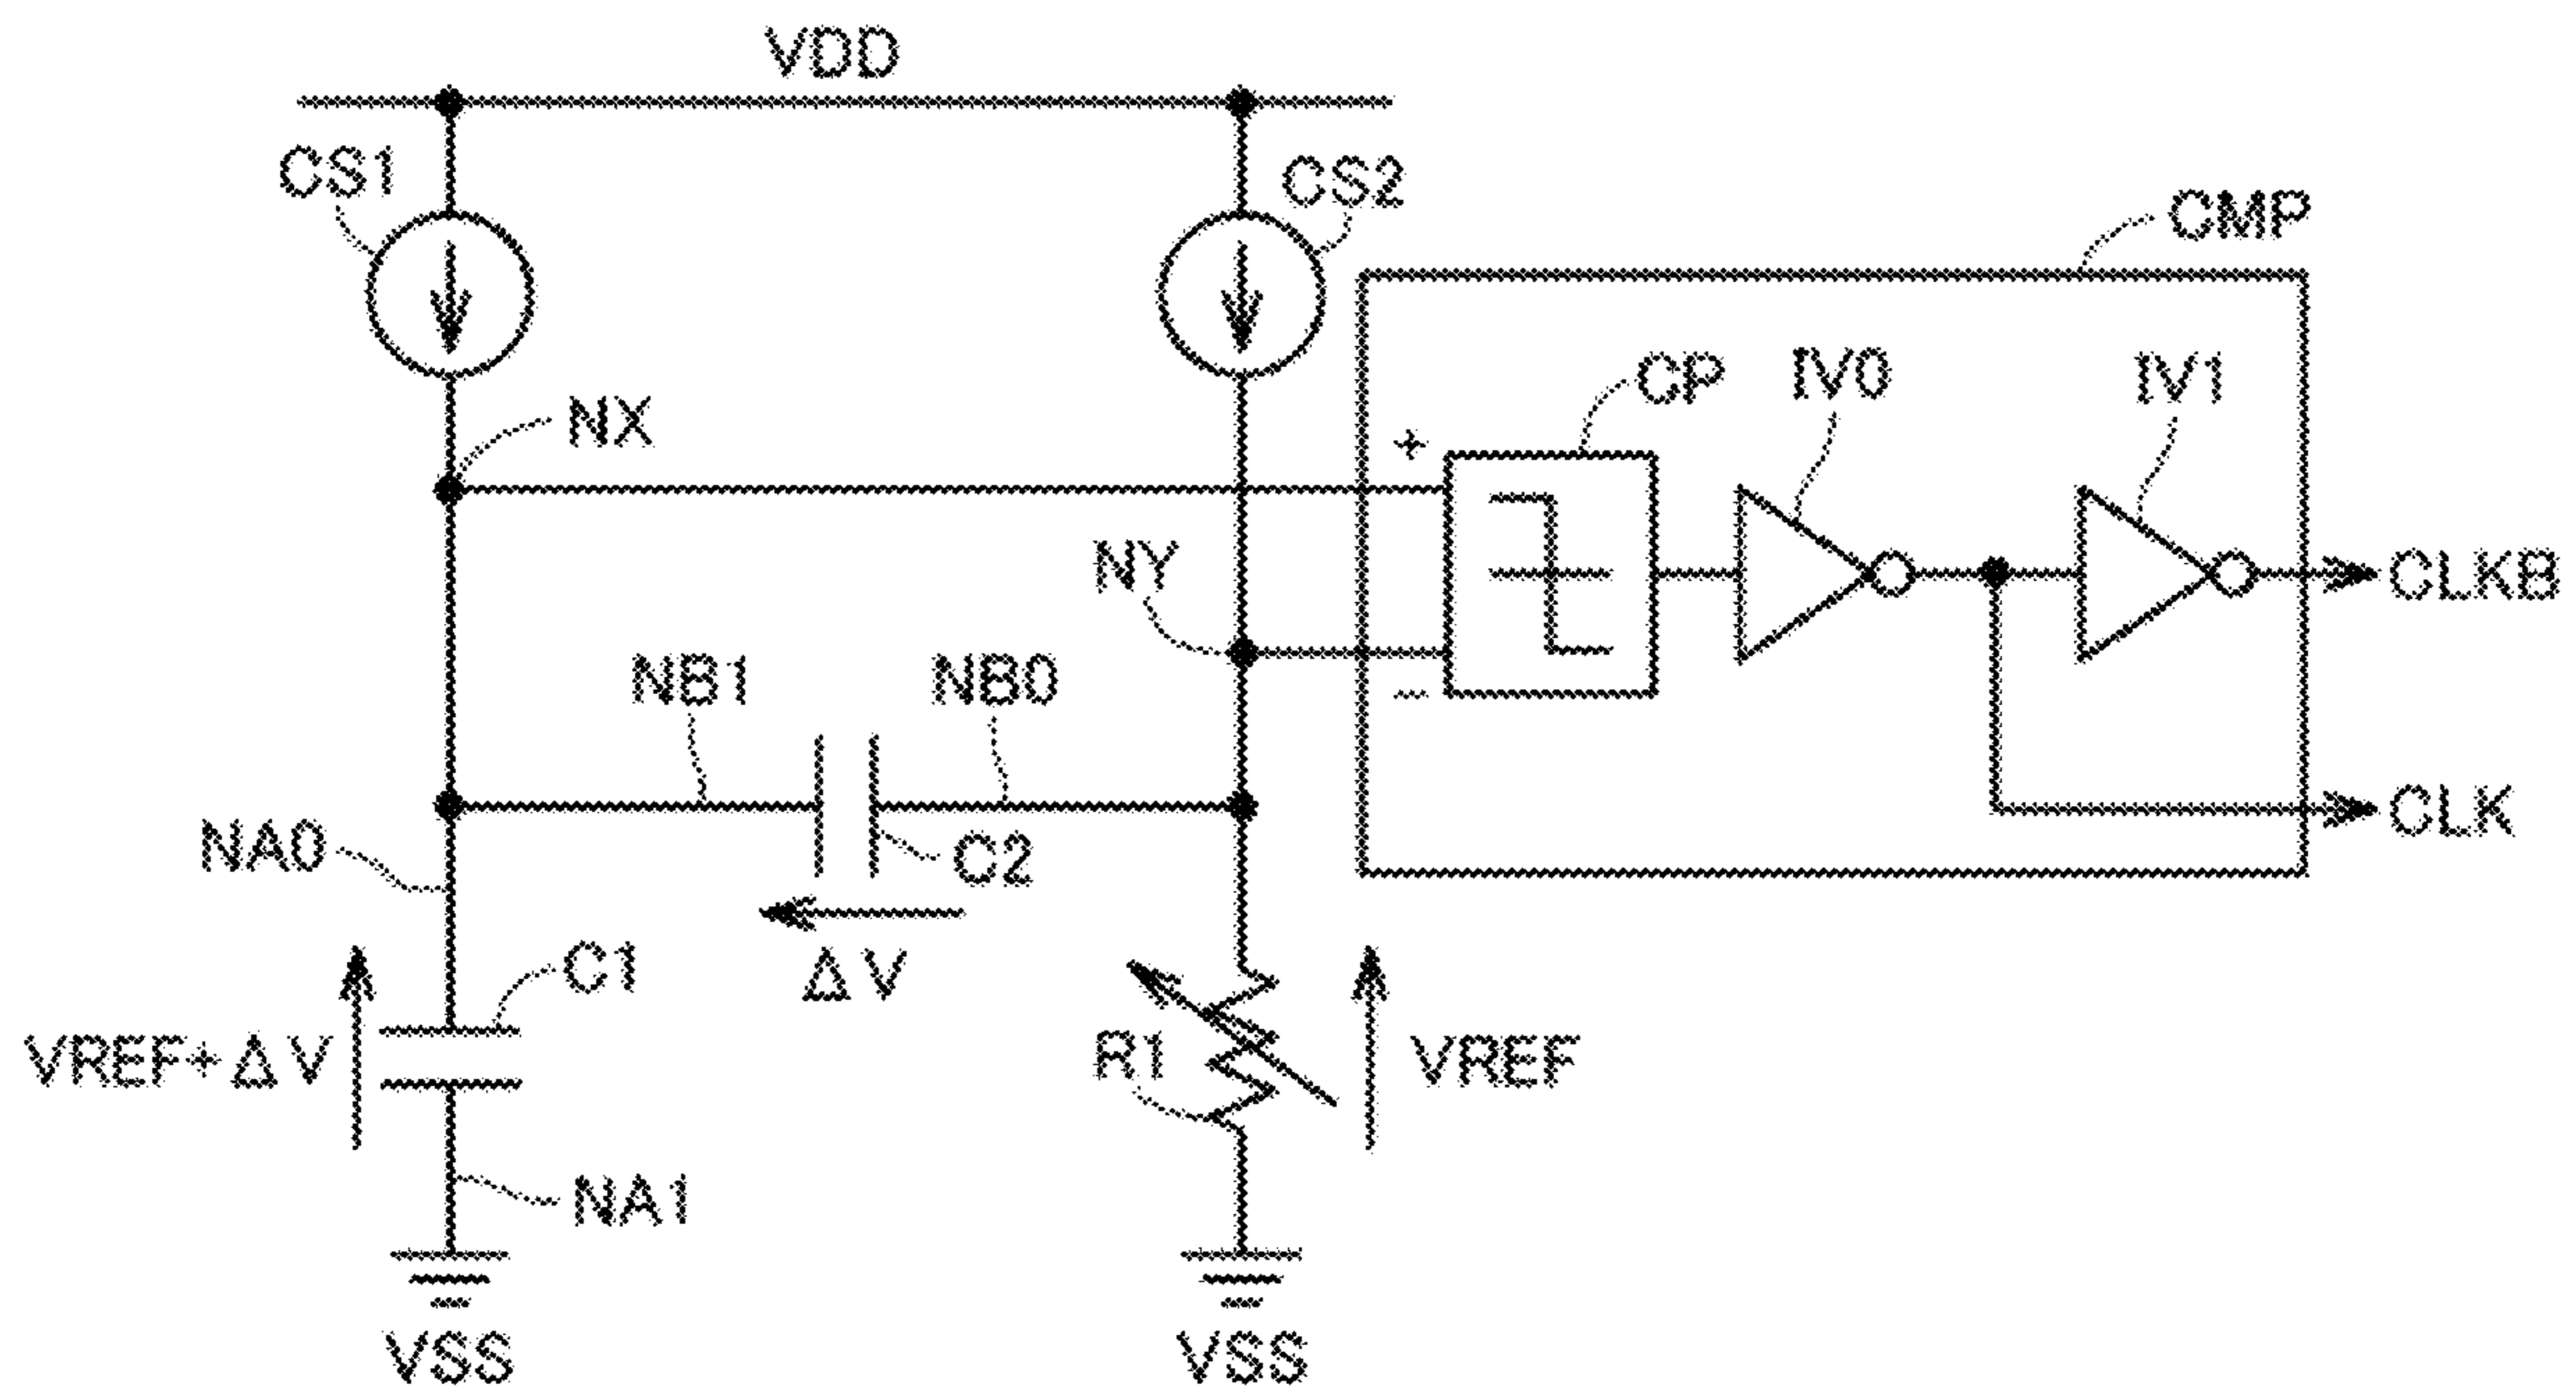 VDD
CS1
CS2
CMP
CP
IV0
IV1
NX
+
NY
CLKB
NB1
NB0
−
CLK
NA0
C2
ΔV
C1
VREF+ΔV
R1
VREF
NA1
VSS
VSS